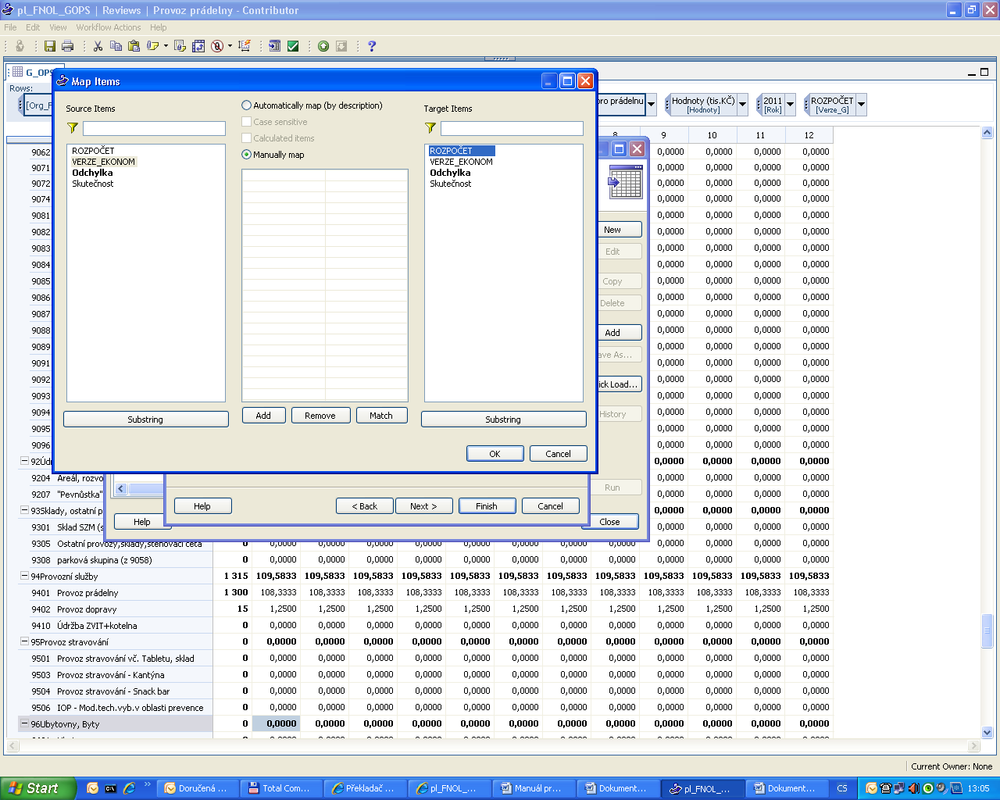 pl_FNOL_GOPS | Reviews | Provoz prádelny - Contributor
File Edit View Workflow Actions Help
G_OPS
Rows:
[Org_F
pro prádelnu
Hodnoty (tis.KČ)
[Hodnoty]
2011
[Rok]
ROZPOČET
[Verze_G]
Map Items
Source Items
Automatically map (by description)
Case sensitive
Calculated items
Manually map
Target Items
ROZPOČET
VERZE_EKONOM
Odchylka
Skutečnost
ROZPOČET
VERZE_EKONOM
Odchylka
Skutečnost
Substring
Add Remove Match
Substring
OK Cancel
New
Edit
Copy
Delete
Add
ave As...
ick Load...
History
Run
Close
Help < Back Next > Finish Cancel
Help
8 9 10 11 12
9062 0,0000 0,0000 0,0000 0,0000
9071 0,0000 0,0000 0,0000 0,0000
9072 0,0000 0,0000 0,0000 0,0000
9074 0,0000 0,0000 0,0000 0,0000
9081 0,0000 0,0000 0,0000 0,0000
9082 0,0000 0,0000 0,0000 0,0000
9083 0,0000 0,0000 0,0000 0,0000
9084 0,0000 0,0000 0,0000 0,0000
9085 0,0000 0,0000 0,0000 0,0000
9086 0,0000 0,0000 0,0000 0,0000
9087 0,0000 0,0000 0,0000 0,0000
9088 0,0000 0,0000 0,0000 0,0000
9089 0,0000 0,0000 0,0000 0,0000
9091 0,0000 0,0000 0,0000 0,0000
9092 0,0000 0,0000 0,0000 0,0000
9093 0,0000 0,0000 0,0000 0,0000
9094 0,0000 0,0000 0,0000 0,0000
9095 0,0000 0,0000 0,0000 0,0000
9096 0,0000 0,0000 0,0000 0,0000
92Údr 0,0000 0,0000 0,0000 0,0000
9204 Areál, rozvo 0,0000 0,0000 0,0000 0,0000
9207 "Pevnůstka" 0,0000 0,0000 0,0000 0,0000
93Sklady, ostatní p 0,0000 0,0000 0,0000 0,0000
9301 Sklad SZM (s 0,0000 0,0000 0,0000 0,0000
9305 Ostatní provozy,sklady,stěhovací četa 0 0,0000 0,0000 0,0000 0,0000 0,0000 0,0000 0,0000 0,0000 0,0000 0,0000 0,0000 0,0000
9308 parková skupina (z 9058) 0 0,0000 0,0000 0,0000 0,0000 0,0000 0,0000 0,0000 0,0000 0,0000 0,0000 0,0000 0,0000
94Provozní služby 1 315 109,5833 109,5833 109,5833 109,5833 109,5833 109,5833 109,5833 109,5833 109,5833 109,5833 109,5833 109,5833
9401 Provoz prádelny 1 300 108,3333 108,3333 108,3333 108,3333 108,3333 108,3333 108,3333 108,3333 108,3333 108,3333 108,3333 108,3333
9402 Provoz dopravy 15 1,2500 1,2500 1,2500 1,2500 1,2500 1,2500 1,2500 1,2500 1,2500 1,2500 1,2500 1,2500
9410 Údržba ZVIT+kotelna 0 0,0000 0,0000 0,0000 0,0000 0,0000 0,0000 0,0000 0,0000 0,0000 0,0000 0,0000 0,0000
95Provoz stravování 0 0,0000 0,0000 0,0000 0,0000 0,0000 0,0000 0,0000 0,0000 0,0000 0,0000 0,0000 0,0000
9501 Provoz stravování vč. Tabletu, sklad 0 0,0000 0,0000 0,0000 0,0000 0,0000 0,0000 0,0000 0,0000 0,0000 0,0000 0,0000 0,0000
9503 Provoz stravování - Kantýna 0 0,0000 0,0000 0,0000 0,0000 0,0000 0,0000 0,0000 0,0000 0,0000 0,0000 0,0000 0,0000
9504 Provoz stravování - Snack bar 0 0,0000 0,0000 0,0000 0,0000 0,0000 0,0000 0,0000 0,0000 0,0000 0,0000 0,0000 0,0000
9506 IOP - Mod.tech.vyb.v oblasti prevence 0 0,0000 0,0000 0,0000 0,0000 0,0000 0,0000 0,0000 0,0000 0,0000 0,0000 0,0000 0,0000
96Ubytovny, Byty 0 0,0000 0,0000 0,0000 0,0000 0,0000 0,0000 0,0000 0,0000 0,0000 0,0000 0,0000 0,0000
Current Owner: None
Start Doručená ... Total Com... Překladač ... pl_FNOL_... Manuál pr... Dokument... pl_FNOL_... Dokument... CS 13:05